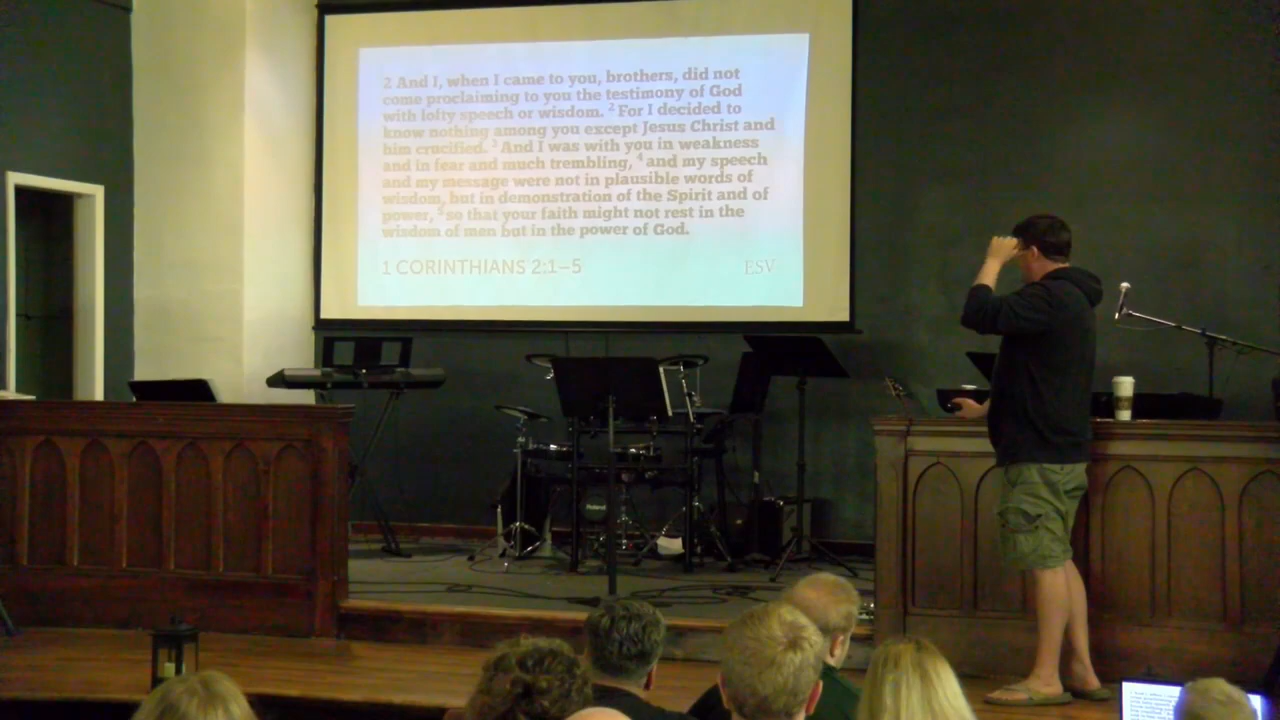 2 And I, when I came to you, brothers, did not
come proclaiming to you the testimony of God
with lofty speech or wisdom. 2 For I decided to
know nothing among you except Jesus Christ and
him crucified. 3 And I was with you in weakness
and in fear and much trembling, 4 and my speech
and my message were not in plausible words of
wisdom, but in demonstration of the Spirit and of
power, 5 so that your faith might not rest in the
wisdom of men but in the power of God.
1 CORINTHIANS 2:1–5 ESV
Roland